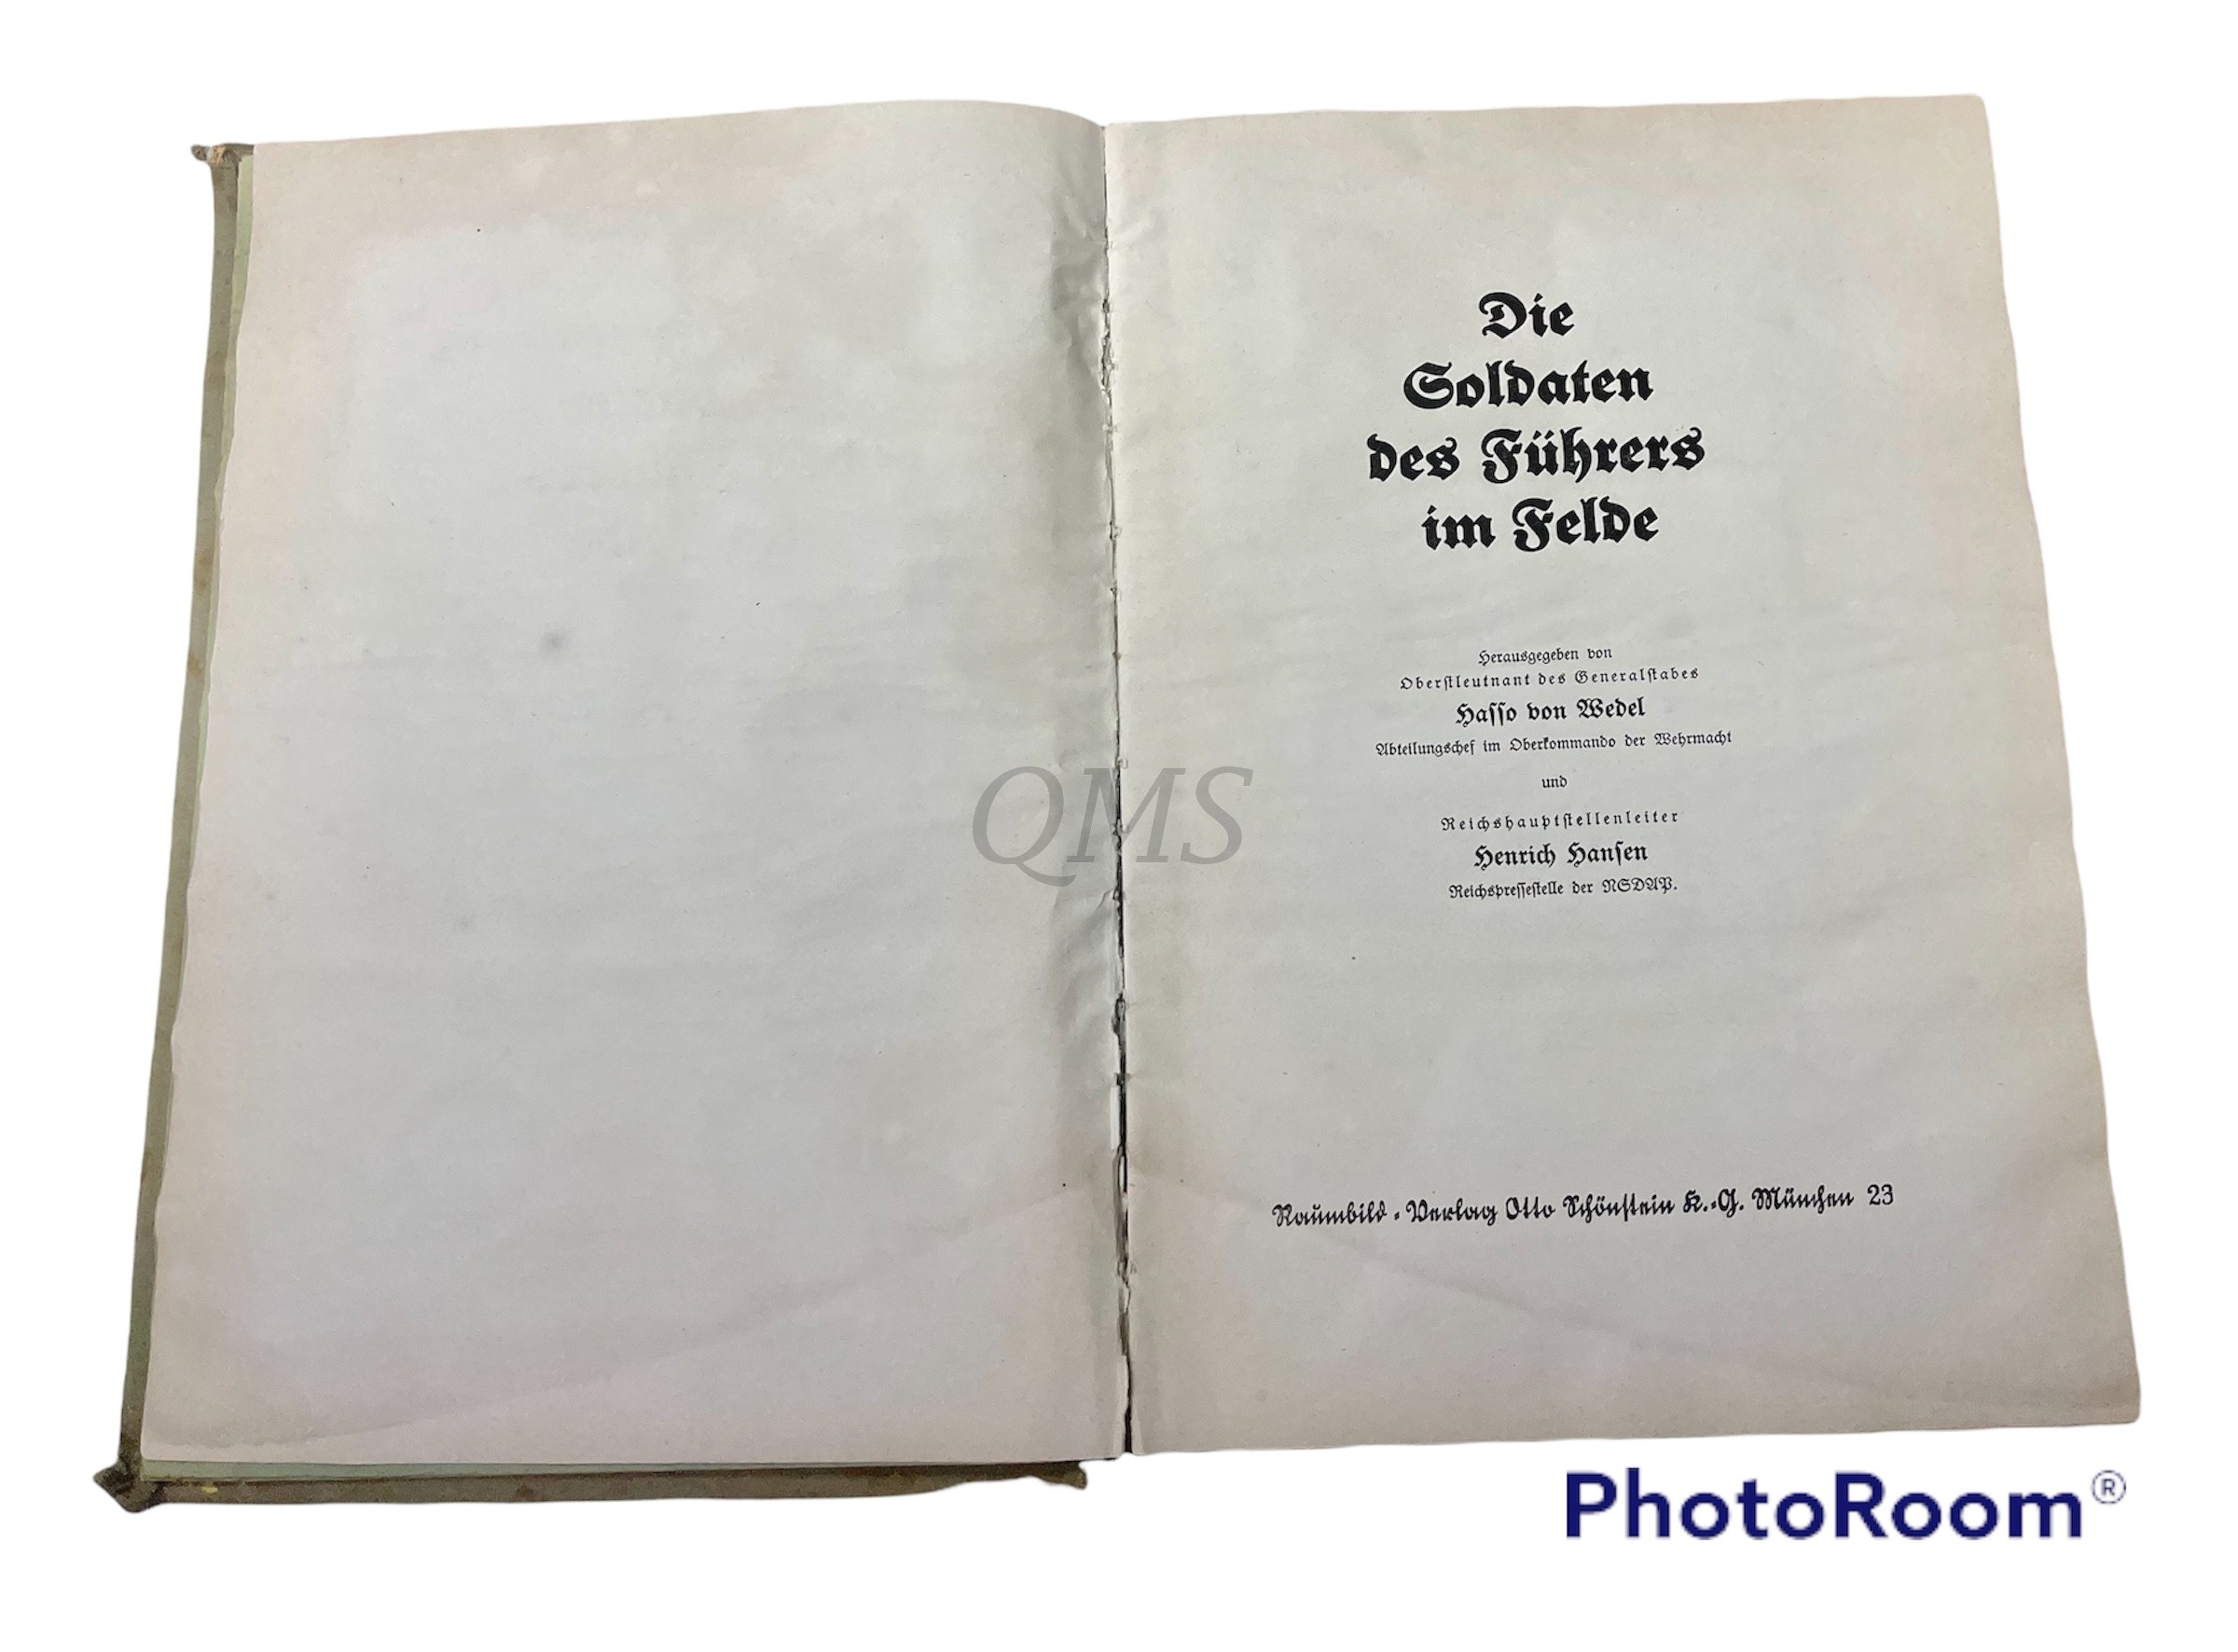 Die
Soldaten
des Führers
im Felde
Herausgegeben von
Oberstleutnant des Generalstabes
Hasso von Wedel
Abteilungschef im Oberkommando der Wehrmacht
und
Reichshauptstellenleiter
Henrich Hansen
Reichspressestelle der NSDAP.
QMS
Raumbild-Verlag Otto Schönstein K.-G. München 23
PhotoRoom®